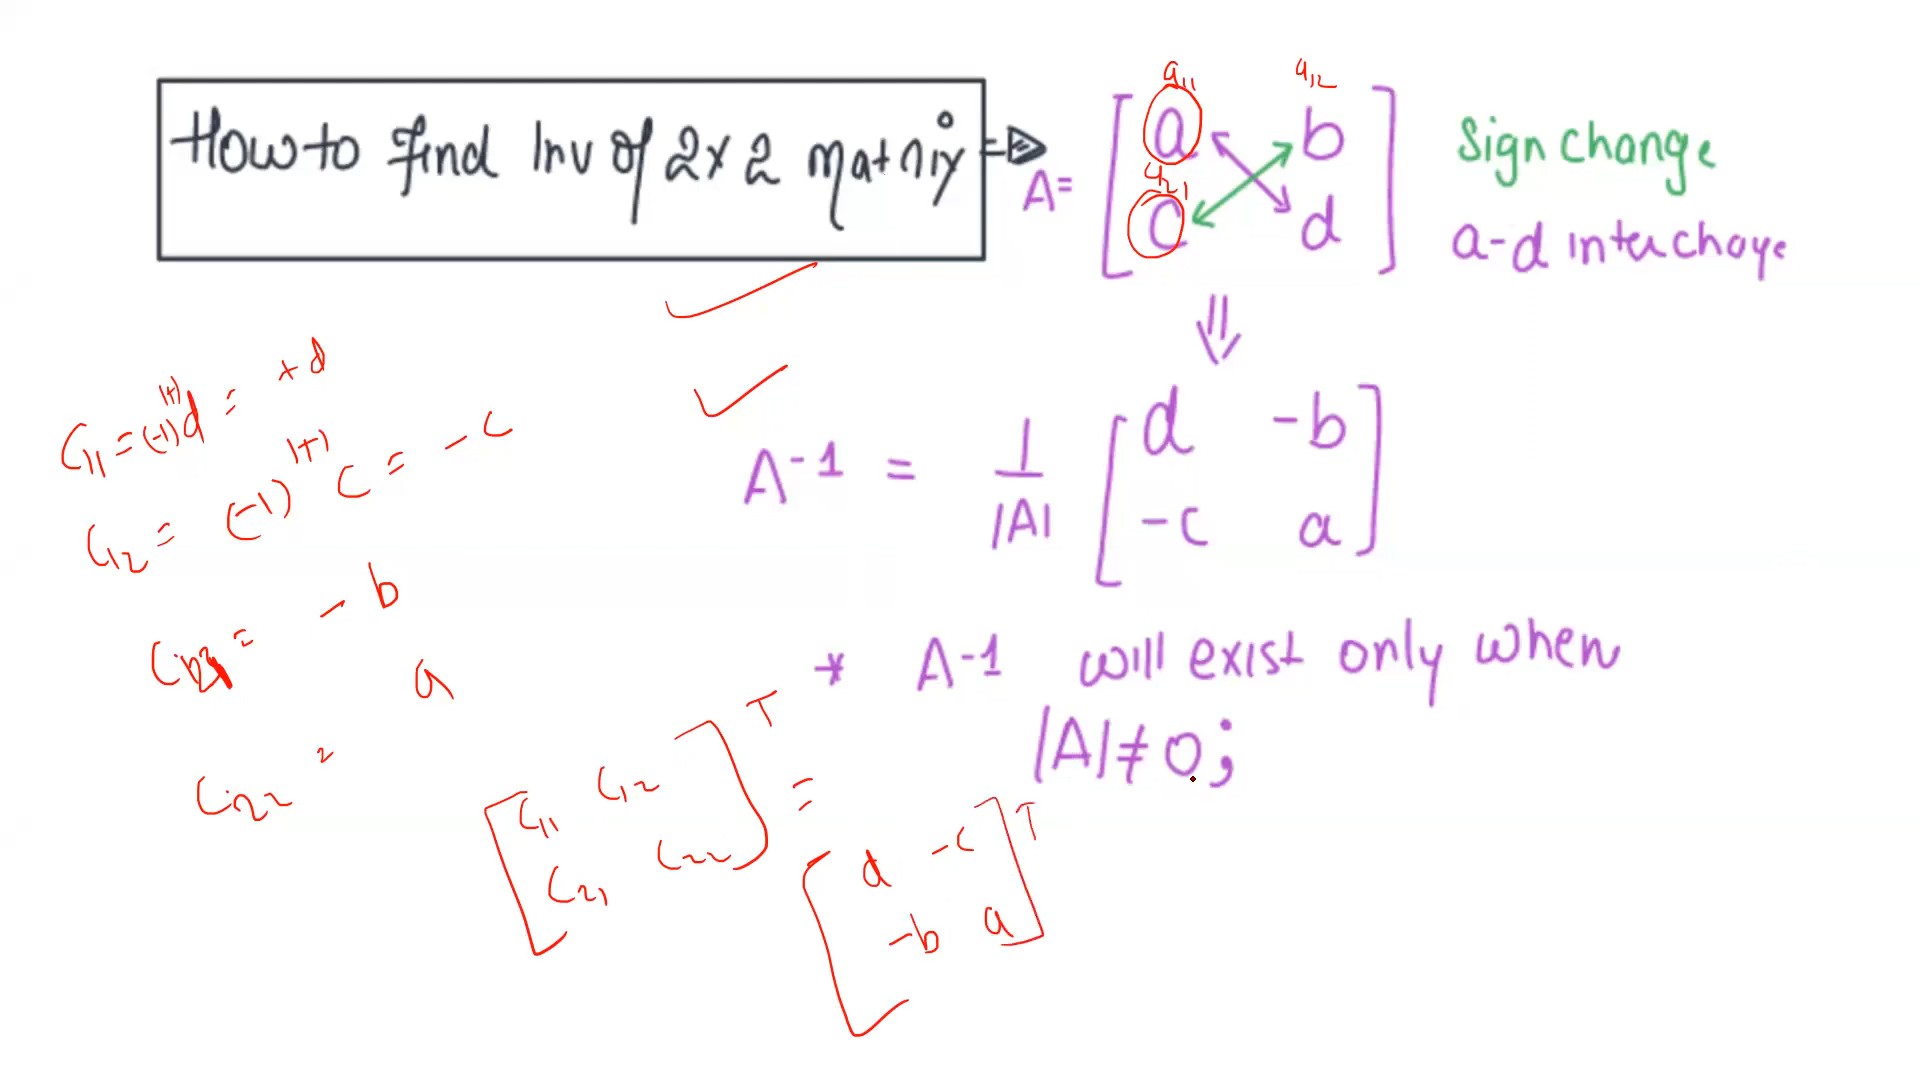 How to find Inv of 2x2 matrix ⇒
a11 a12
A = [ a b
a21
c d ]
Sign change
a-d interchange
C11 = (-1)^1+1 d = + d
C12 = (-1)^1+1 c = - c
= - b
C22 = a
A^-1 = 1/|A| [ d -b
-c a ]
* A^-1 will exist only when
|A| ≠ 0;
[ C11 C12
C21 C22 ]^T =
[ d -c
-b a ]^T